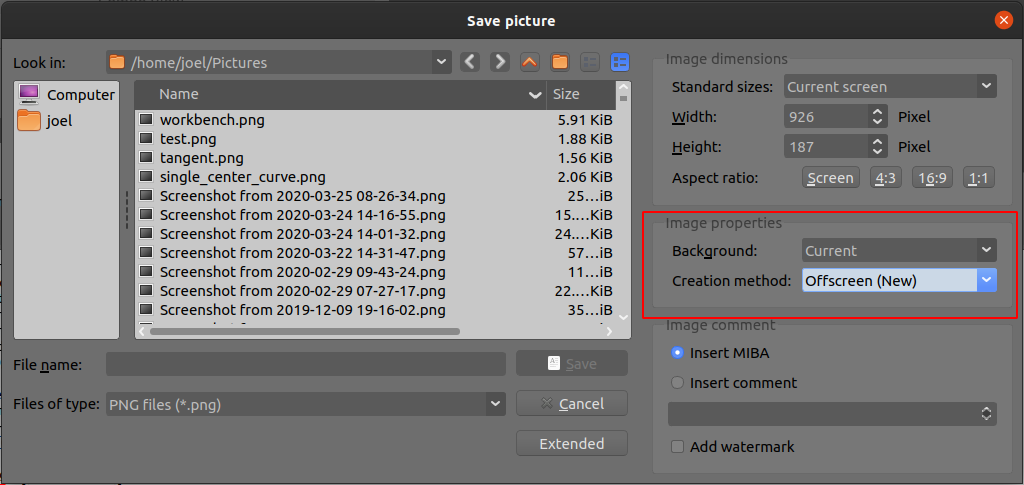 Save picture
Look in:
/home/joel/Pictures
Computer
joel
Name Size
workbench.png 5.91 KiB
test.png 1.88 KiB
tangent.png 1.56 KiB
single_center_curve.png 2.06 KiB
Screenshot from 2020-03-25 08-26-34.png 25...iB
Screenshot from 2020-03-24 14-16-55.png 15....KiB
Screenshot from 2020-03-24 14-01-32.png 24....KiB
Screenshot from 2020-03-22 14-31-47.png 57...iB
Screenshot from 2020-02-29 09-43-24.png 11...iB
Screenshot from 2020-02-29 07-27-17.png 22....KiB
Screenshot from 2019-12-09 19-16-02.png 35...iB
File name:
Save
Files of type: PNG files (*.png)
Cancel
Extended
Image dimensions
Standard sizes: Current screen
Width: 926 Pixel
Height: 187 Pixel
Aspect ratio: Screen 4:3 16:9 1:1
Image properties
Background: Current
Creation method: Offscreen (New)
Image comment
Insert MIBA
Insert comment
Add watermark